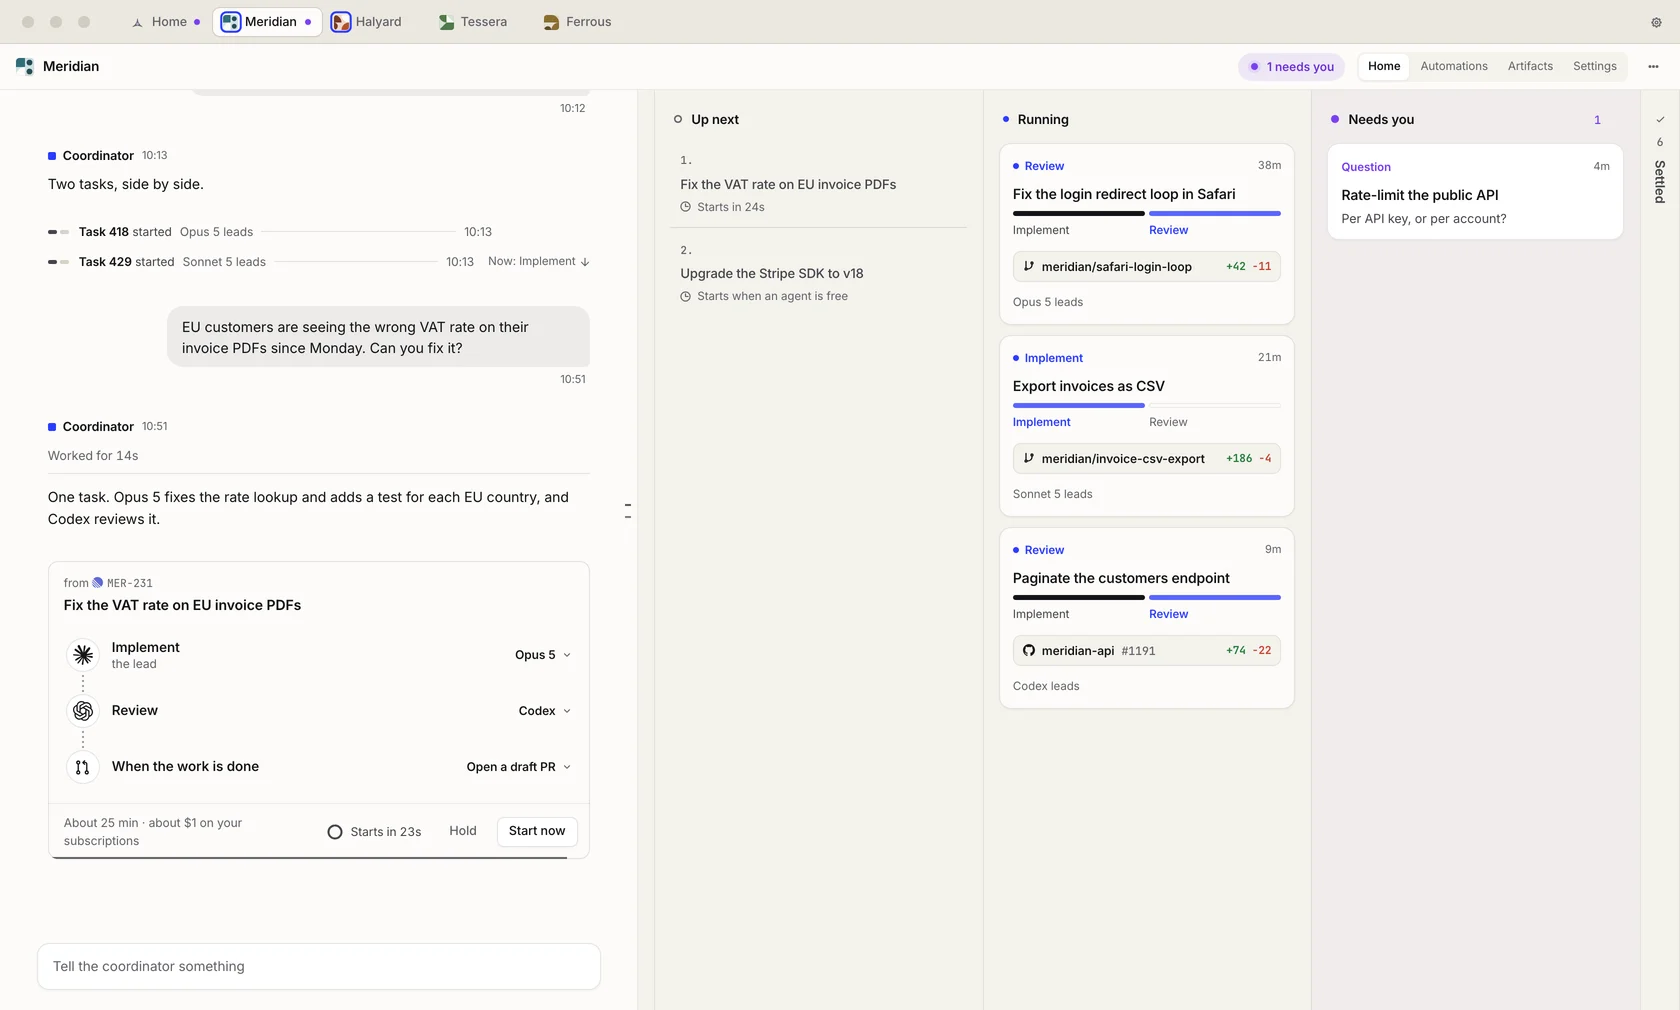 Home
Meridian
Halyard
Tessera
Ferrous
Meridian
1 needs you
Home
Automations
Artifacts
Settings
10:12
Coordinator 10:13
Two tasks, side by side.
Task 418 started Opus 5 leads 10:13
Task 429 started Sonnet 5 leads 10:13 Now: Implement ↓
EU customers are seeing the wrong VAT rate on their
invoice PDFs since Monday. Can you fix it?
10:51
Coordinator 10:51
Worked for 14s
One task. Opus 5 fixes the rate lookup and adds a test for each EU country, and
Codex reviews it.
from MER-231
Fix the VAT rate on EU invoice PDFs
Implement
the lead
Opus 5
Review
Codex
When the work is done
Open a draft PR
About 25 min · about $1 on your
subscriptions
Starts in 23s
Hold
Start now
Tell the coordinator something
Up next
1.
Fix the VAT rate on EU invoice PDFs
Starts in 24s
2.
Upgrade the Stripe SDK to v18
Starts when an agent is free
Running
Review 38m
Fix the login redirect loop in Safari
Implement Review
meridian/safari-login-loop +42 -11
Opus 5 leads
Implement 21m
Export invoices as CSV
Implement Review
meridian/invoice-csv-export +186 -4
Sonnet 5 leads
Review 9m
Paginate the customers endpoint
Implement Review
meridian-api #1191 +74 -22
Codex leads
Needs you 1
Question 4m
Rate-limit the public API
Per API key, or per account?
6
Settled